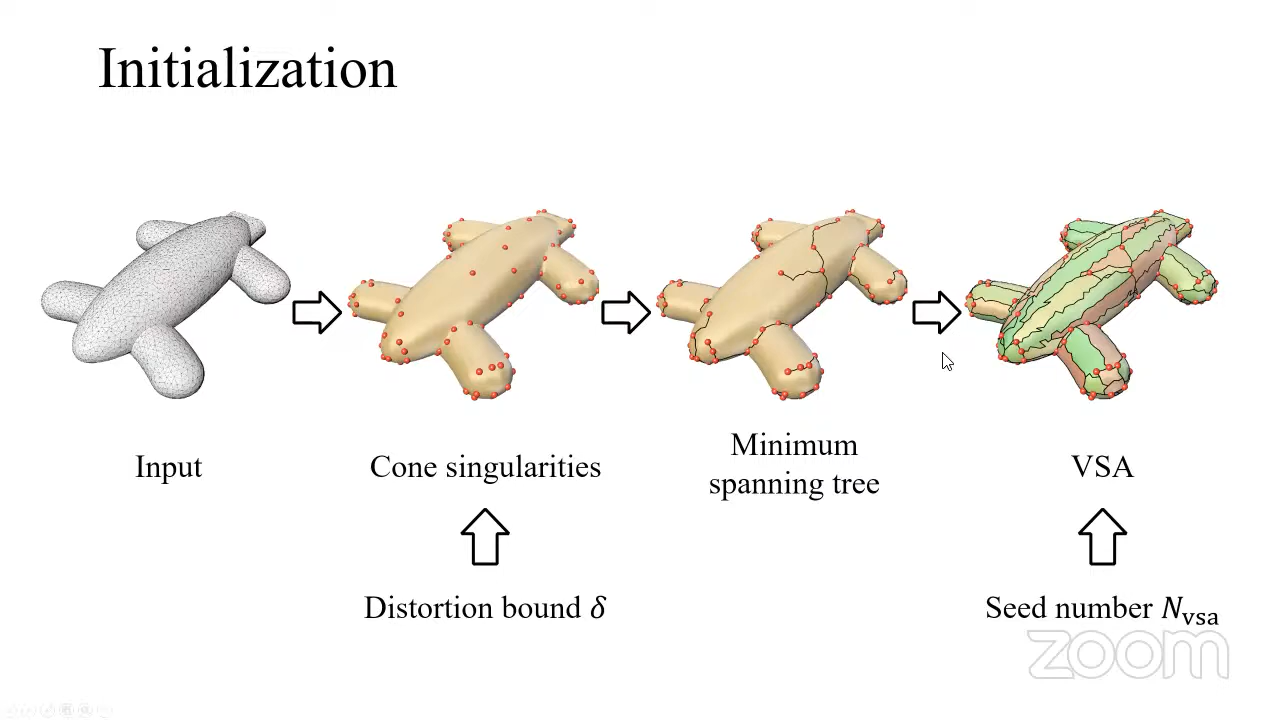 Initialization
Input
Cone singularities
Minimum
spanning tree
VSA
Distortion bound δ
Seed number N_vsa
zoom